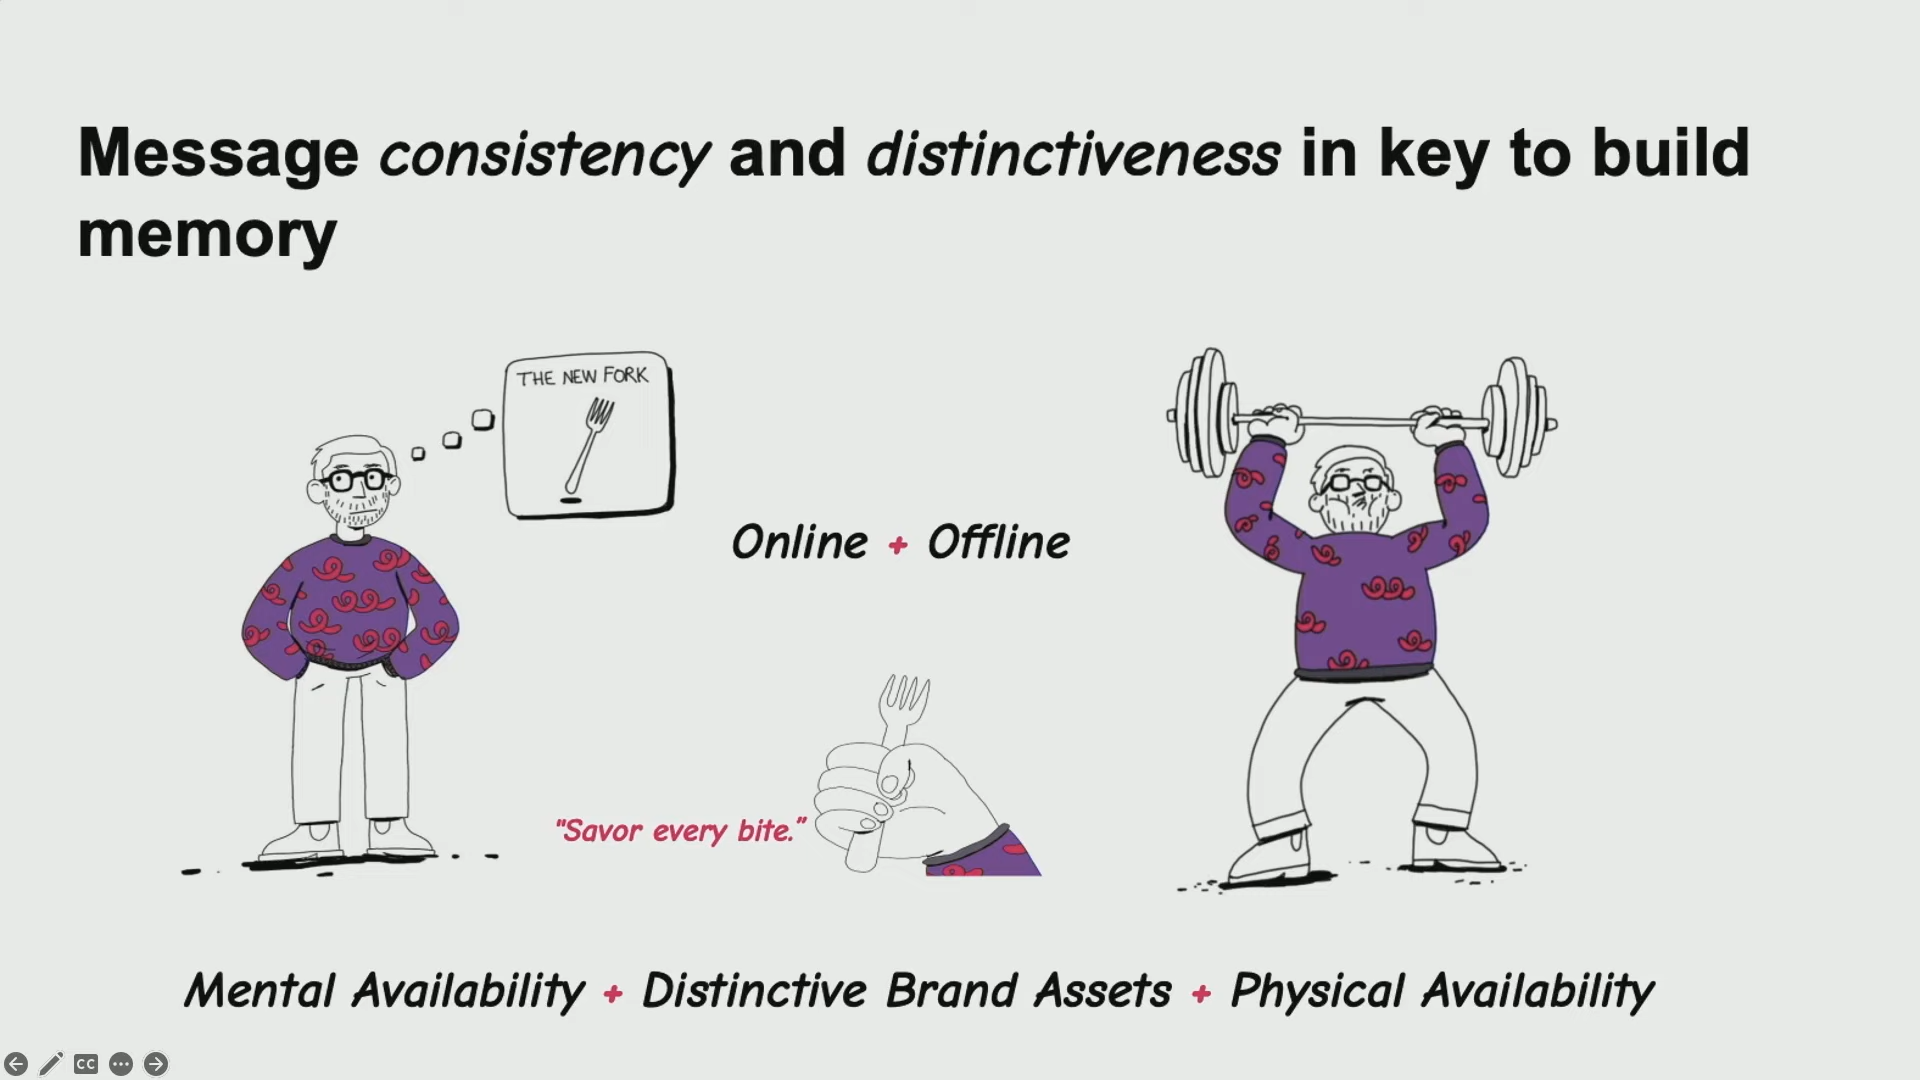 Message consistency and distinctiveness in key to build
memory
THE NEW FORK
Online + Offline
"Savor every bite.”
Mental Availability + Distinctive Brand Assets + Physical Availability
CC